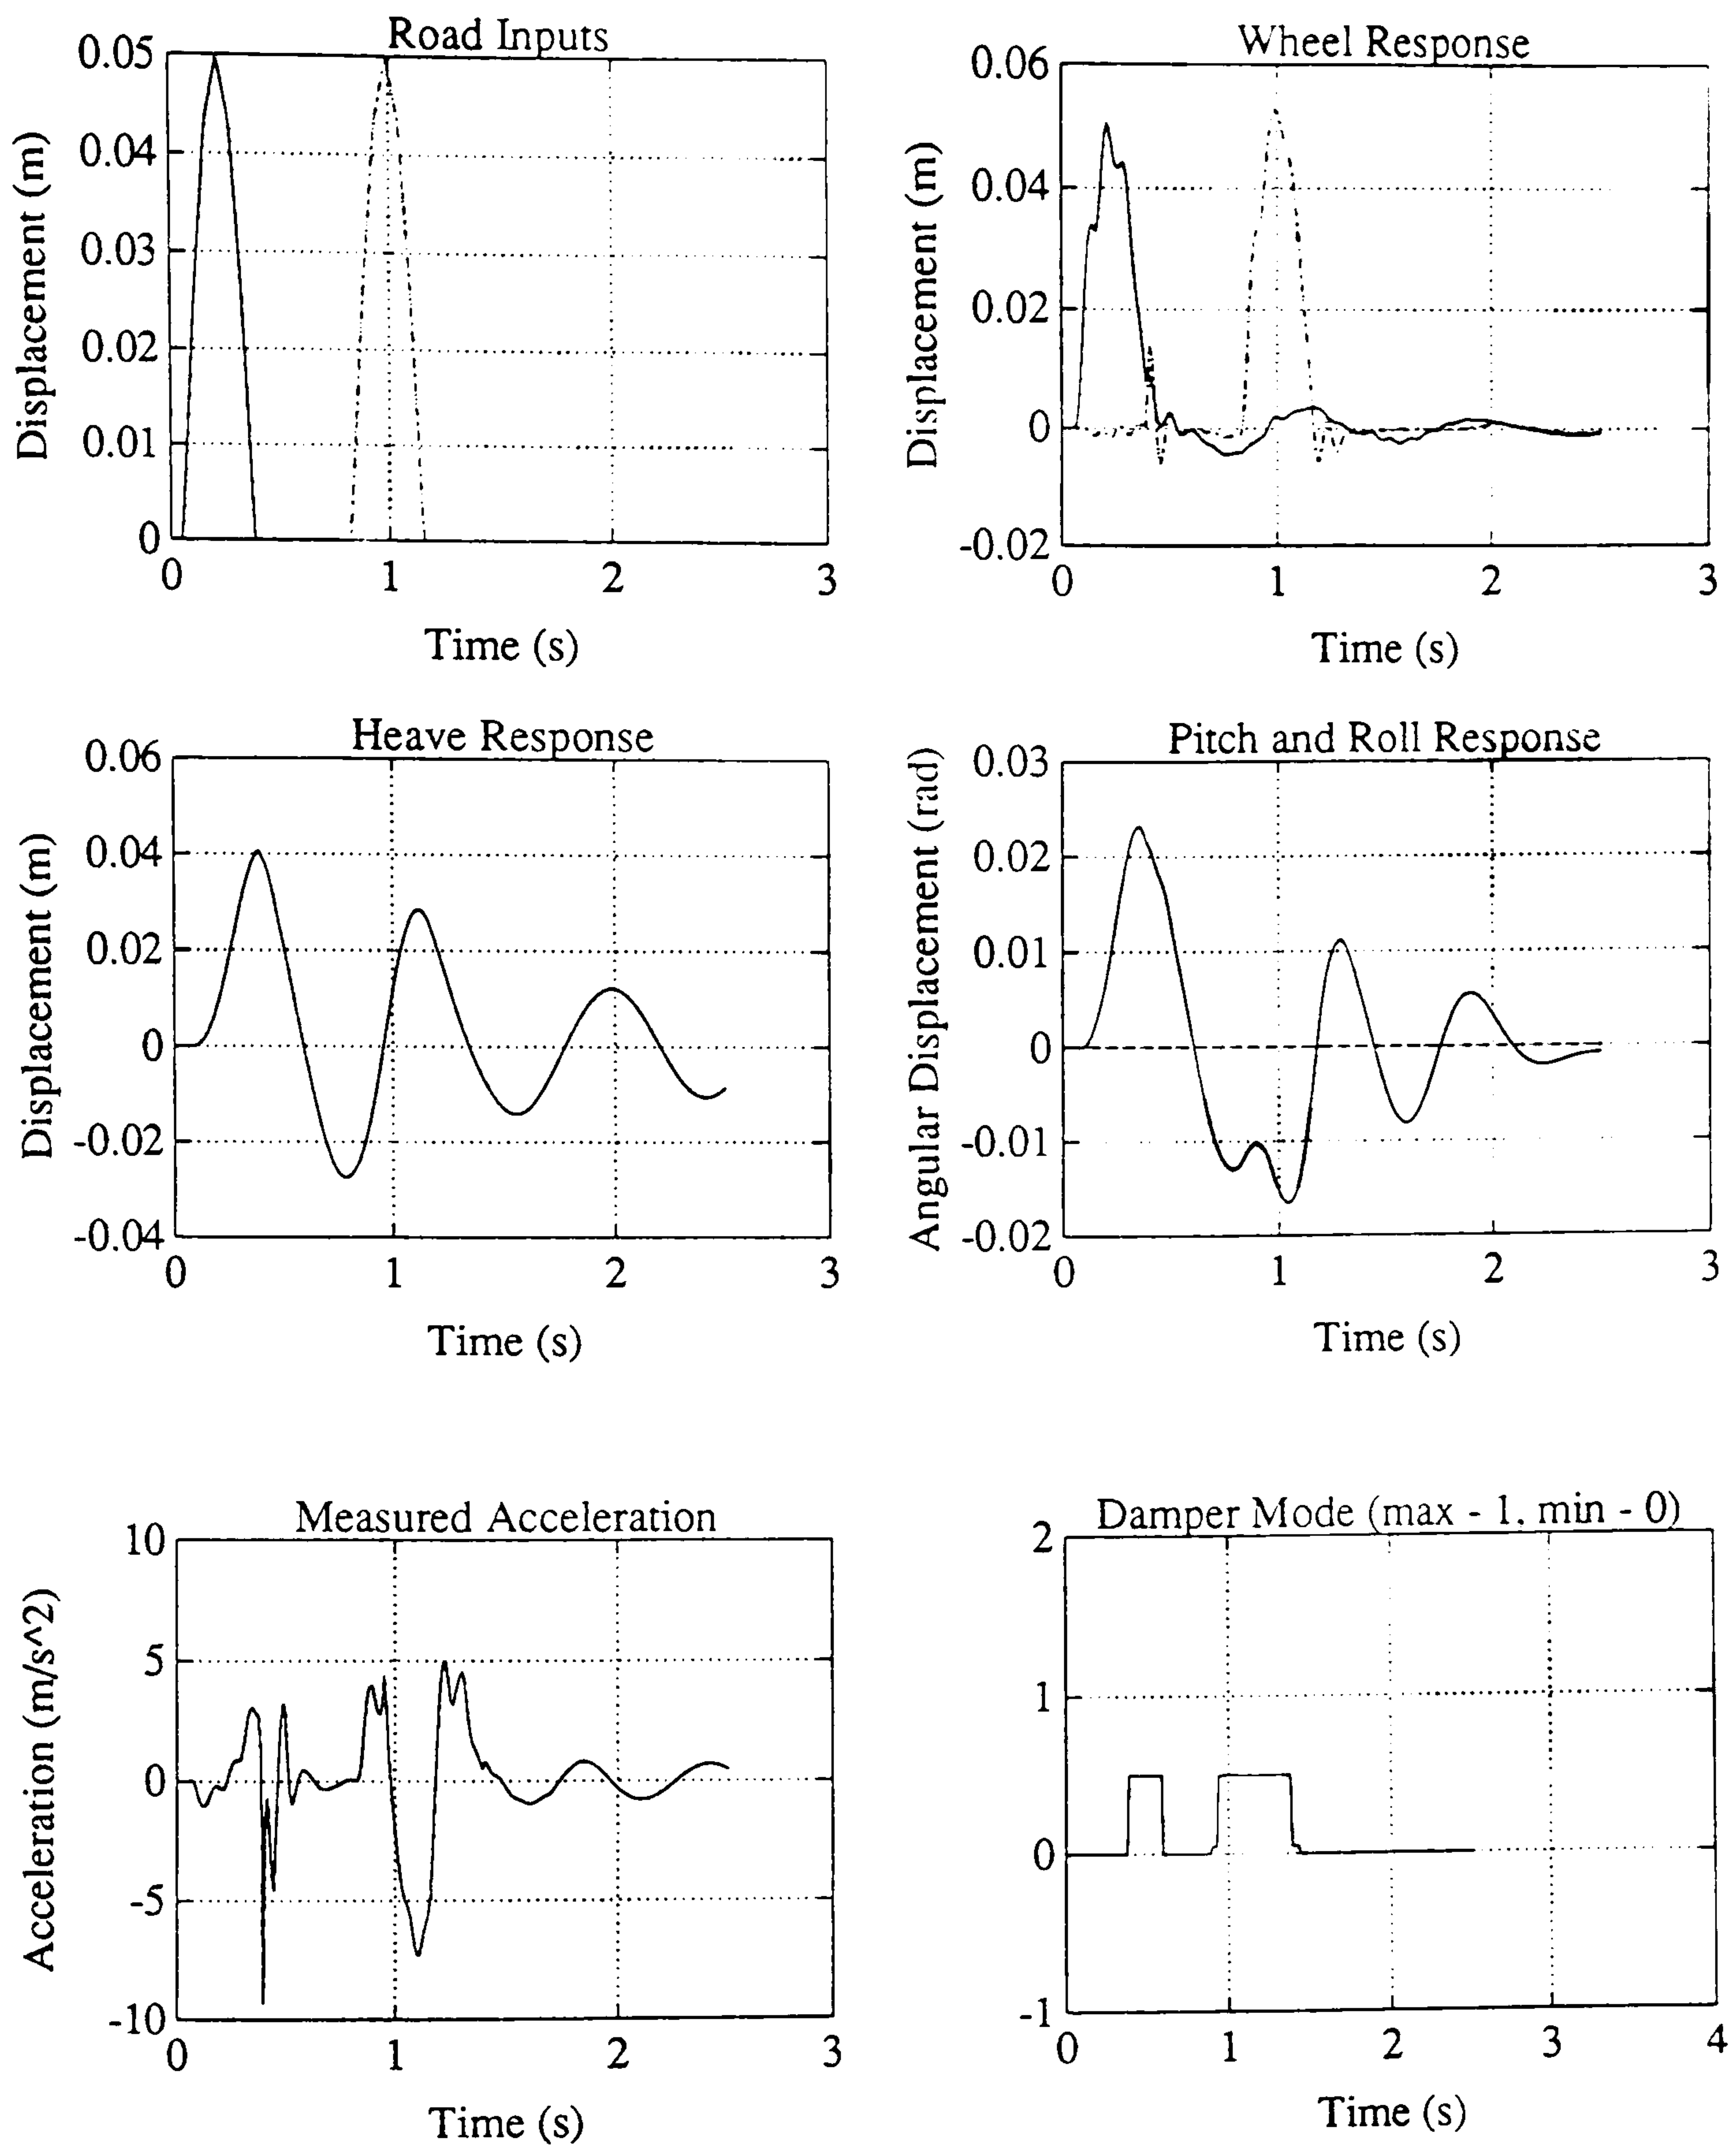 Road Inputs
Displacement (m)
0.05
0.04
0.03
0.02
0.01
0
0 1 2 3
Time (s)
Wheel Response
Displacement (m)
0.06
0.04
0.02
0
-0.02
0 1 2 3
Time (s)
Heave Response
Displacement (m)
0.06
0.04
0.02
0
-0.02
-0.04
0 1 2 3
Time (s)
Pitch and Roll Response
Angular Displacement (rad)
0.03
0.02
0.01
0
-0.01
-0.02
0 1 2 3
Time (s)
Measured Acceleration
Acceleration (m/s^2)
10
5
0
-5
-10
0 1 2 3
Time (s)
Damper Mode (max - 1, min - 0)
2
1
0
-1
0 1 2 3 4
Time (s)